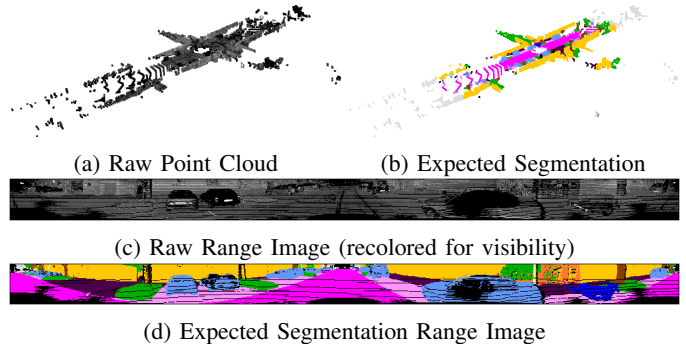 (a) Raw Point Cloud
(b) Expected Segmentation
(c) Raw Range Image (recolored for visibility)
(d) Expected Segmentation Range Image